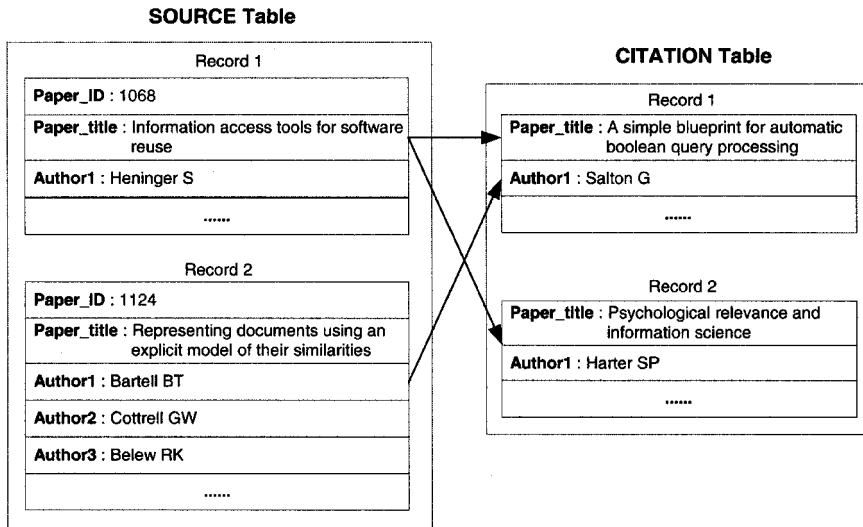 SOURCE Table
Record 1
Paper_ID : 1068
Paper_title : Information access tools for software
reuse
Author1 : Heninger S
......
Record 2
Paper_ID : 1124
Paper_title : Representing documents using an
explicit model of their similarities
Author1 : Bartell BT
Author2 : Cottrell GW
Author3 : Belew RK
......
CITATION Table
Record 1
Paper_title : A simple blueprint for automatic
boolean query processing
Author1 : Salton G
......
Record 2
Paper_title : Psychological relevance and
information science
Author1 : Harter SP
......